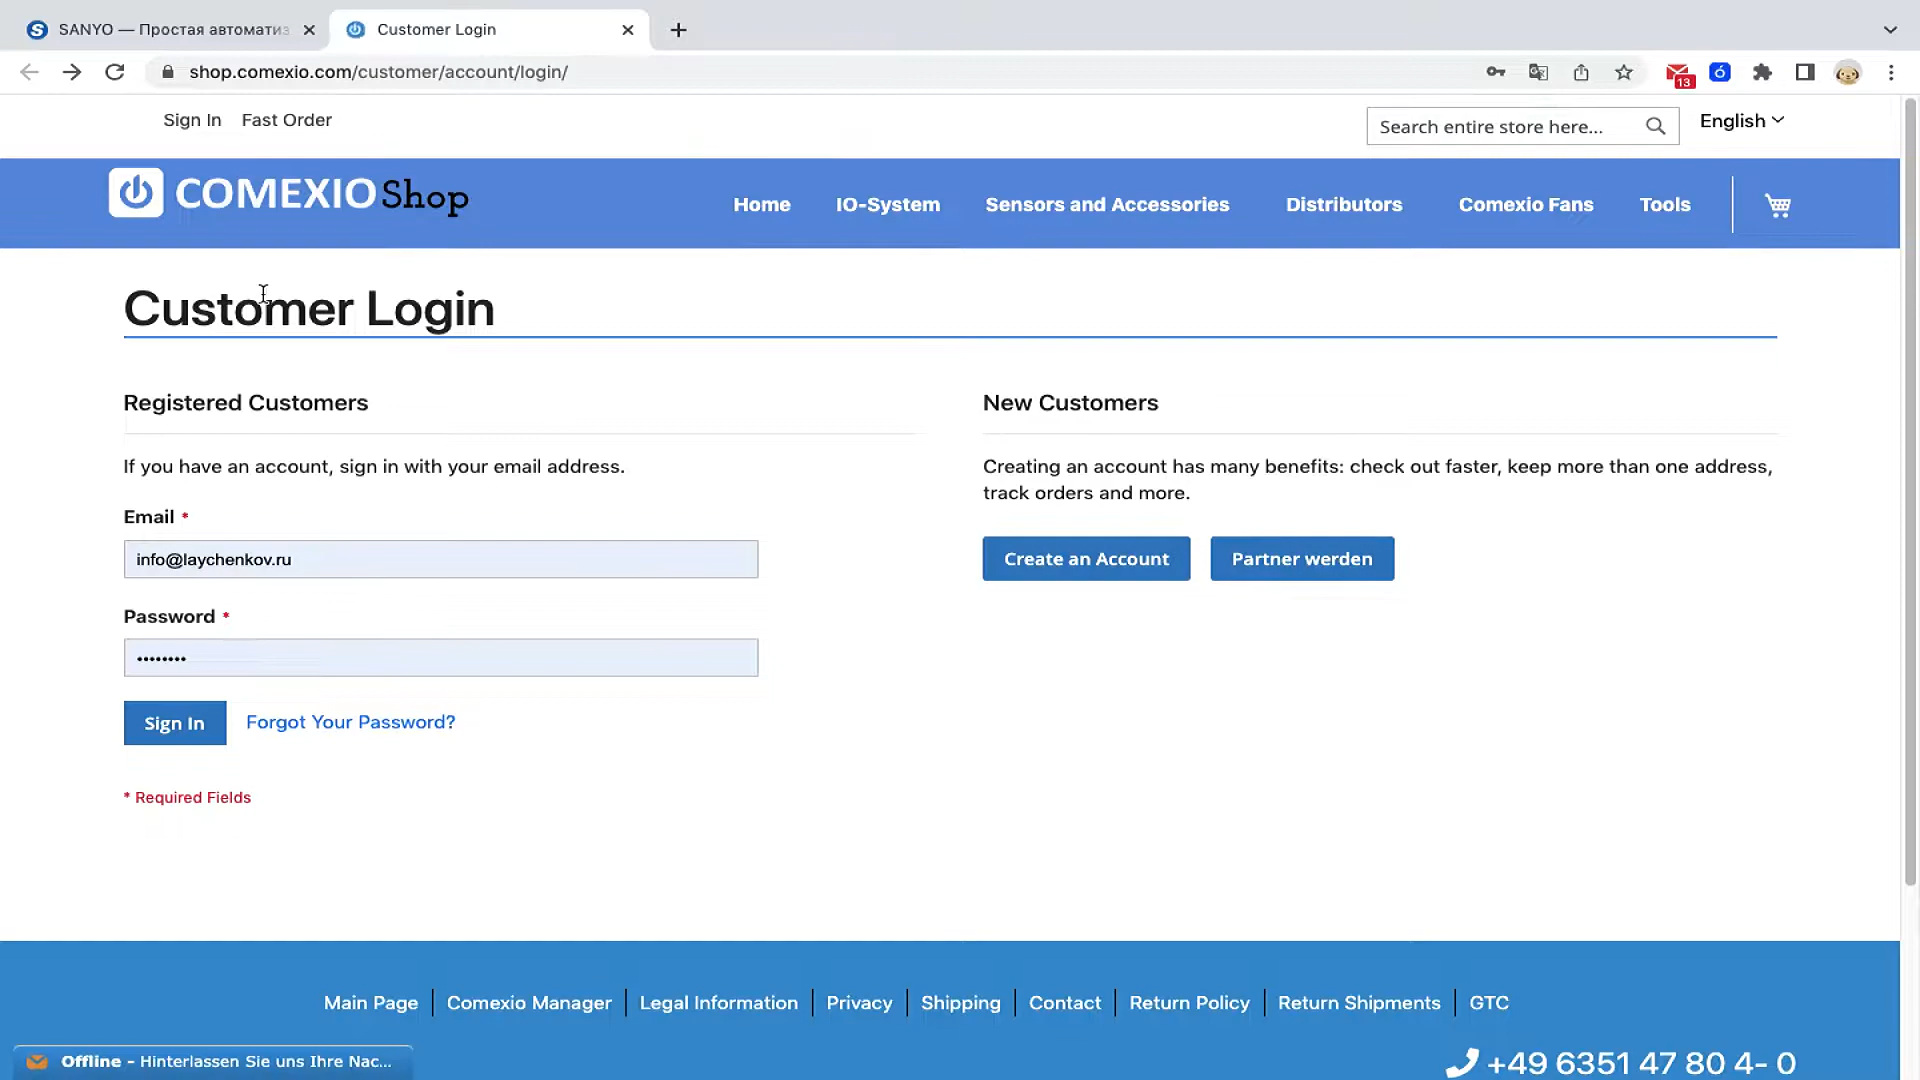 SANYO — Простая автоматиз
Customer Login
shop.comexio.com/customer/account/login/
13
Sign In Fast Order
Search entire store here...
English
COMEXIO Shop
Home IO-System Sensors and Accessories Distributors Comexio Fans Tools
Customer Login
Registered Customers
If you have an account, sign in with your email address.
Email *
info@laychenkov.ru
Password *
••••••••
Sign In Forgot Your Password?
* Required Fields
New Customers
Creating an account has many benefits: check out faster, keep more than one address,
track orders and more.
Create an Account Partner werden
Main Page Comexio Manager Legal Information Privacy Shipping Contact Return Policy Return Shipments GTC
Offline - Hinterlassen Sie uns Ihre Nac...
+49 6351 47 80 4- 0